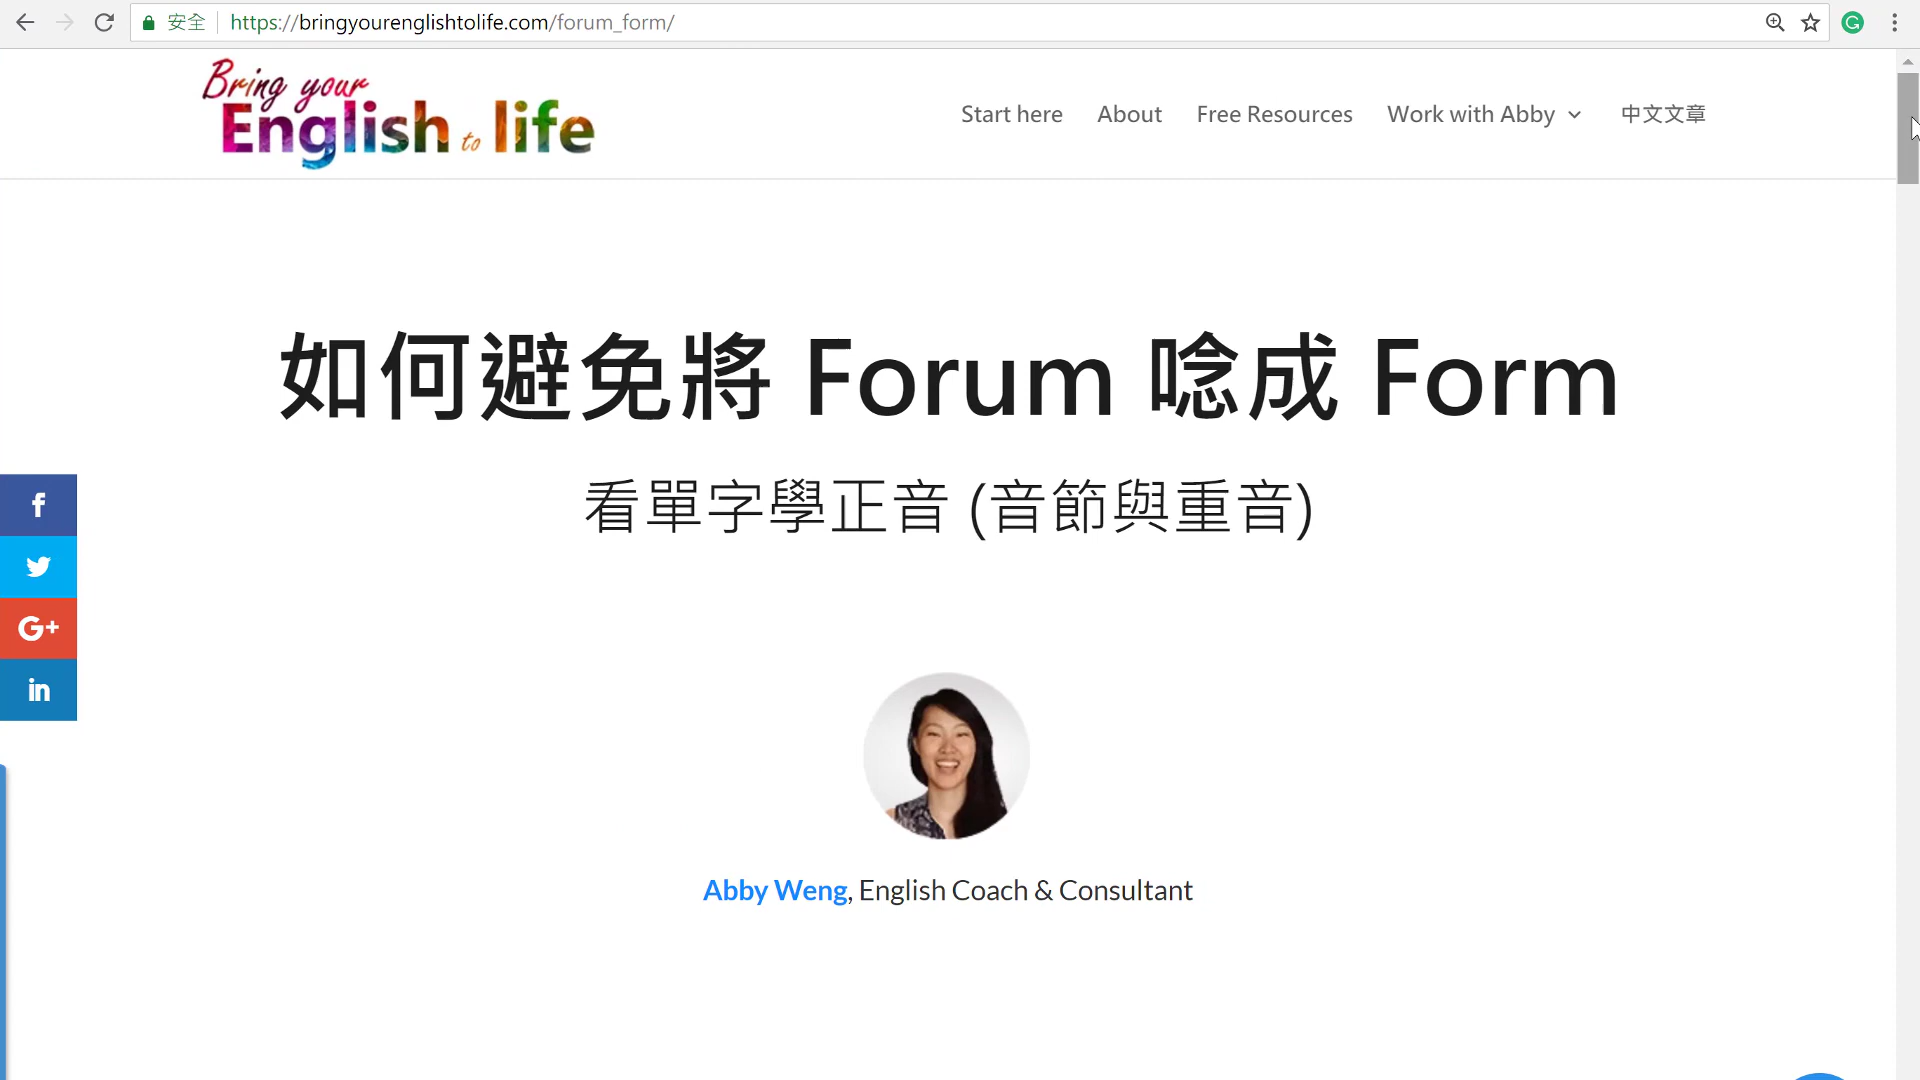 安全 https://bringyourenglishtolife.com/forum_form/
Bring your
English to life
Start here About Free Resources Work with Abby 中文文章
如何避免將 Forum 唸成 Form
看單字學正音 (音節與重音)
f
G+
in
Abby Weng, English Coach & Consultant